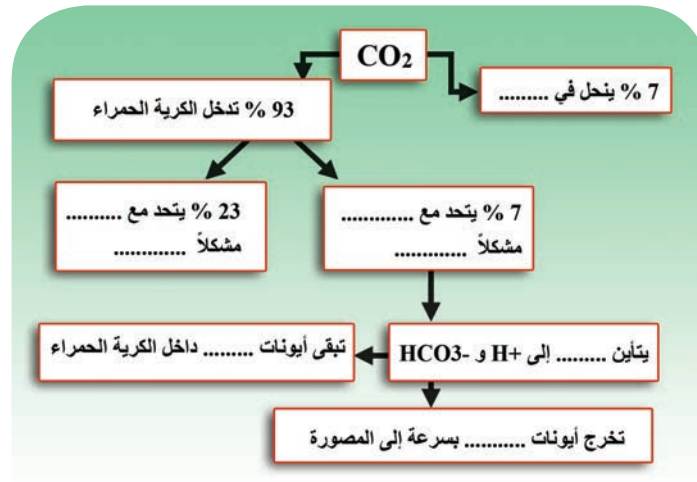 CO2
7 % ينحل في .........
93 % تدخل الكرية الحمراء
7 % يتحد مع .............
مشكلاً .............
23 % يتحد مع ..........
مشكلاً .............
يتأين ......... إلى H+ و HCO3-
تبقى أيونات ......... داخل الكرية الحمراء
تخرج أيونات ........... بسرعة إلى المصورة